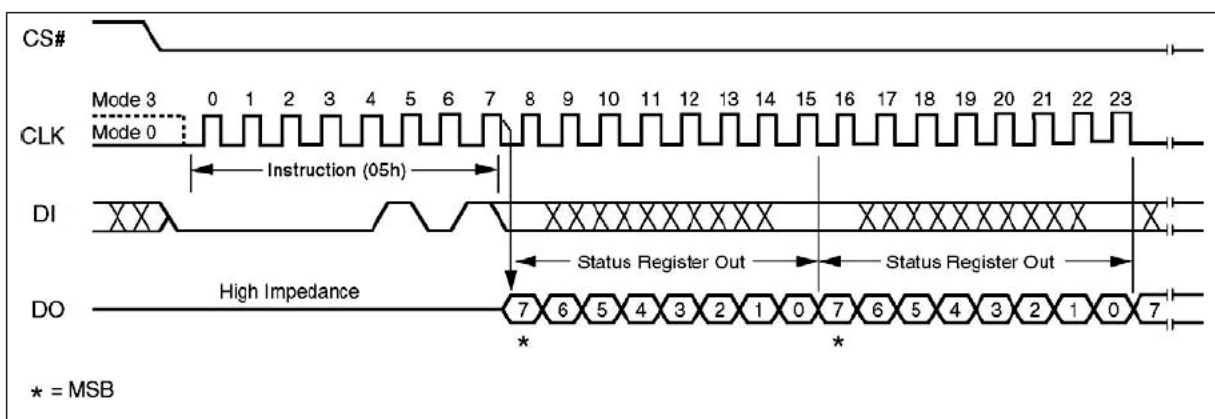 CS#
Mode 3 0 1 2 3 4 5 6 7 8 9 10 11 12 13 14 15 16 17 18 19 20 21 22 23
CLK Mode 0
Instruction (05h)
DI
Status Register Out Status Register Out
High Impedance
DO 7 6 5 4 3 2 1 0 7 6 5 4 3 2 1 0 7
* *
* = MSB